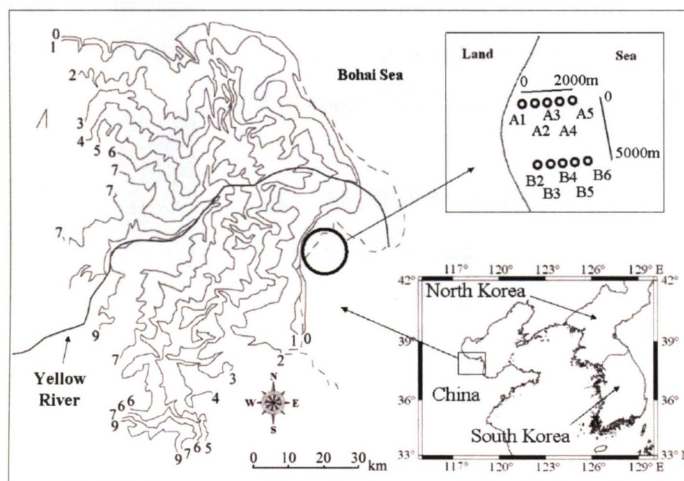 0
1
2
3
4
5
6
7
7
7
9
7
6
6
7
9
9
7
6
5
4
3
2
1 0
Bohai Sea
Yellow
River
N
W E
S
0 10 20 30
km
Land Sea
0 2000m
0
A1 A3 A5
A2 A4
5000m
B2 B4 B6
B3 B5
117° 120° 123° 126° 129° E
42°
42°
North Korea
39°
39°
China
36°
36°
South Korea
33°
33°N
117° 120° 123° 126° 129° E